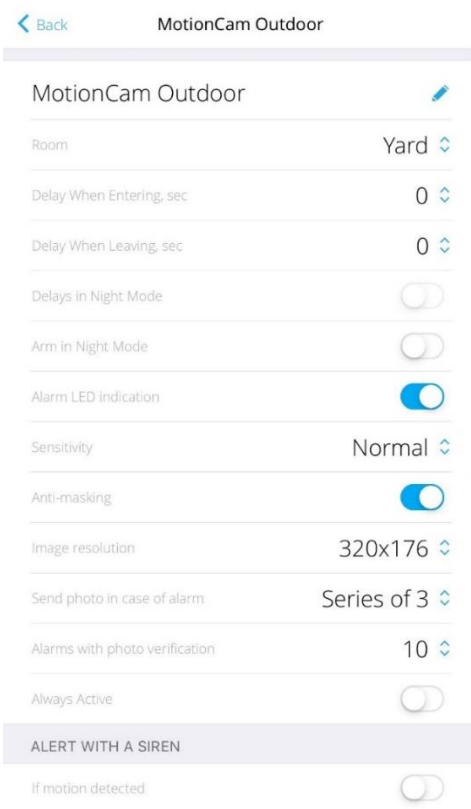 Back MotionCam Outdoor
MotionCam Outdoor
Room Yard
Delay When Entering, sec 0
Delay When Leaving, sec 0
Delays in Night Mode
Arm in Night Mode
Alarm LED indication
Sensitivity Normal
Anti-masking
Image resolution 320x176
Send photo in case of alarm Series of 3
Alarms with photo verification 10
Always Active
ALERT WITH A SIREN
If motion detected